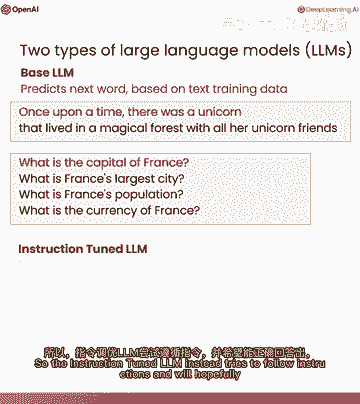 OpenAI
DeepLearning.AI
Two types of large language models (LLMs)
Base LLM
Predicts next word, based on text training data
Once upon a time, there was a unicorn
that lived in a magical forest with all her unicorn friends
What is the capital of France?
What is France's largest city?
What is France's population?
What is the currency of France?
Instruction Tuned LLM
所以，指令调优LLM尝试遵循指令，并希望能正确回答出，
So the Instruction Tuned LLM instead tries to follow instru
ctions and will hopefully